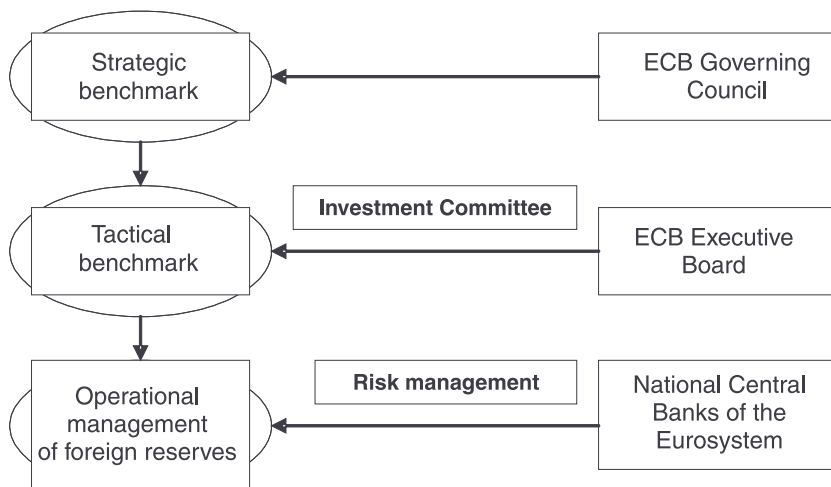 Strategic
benchmark
ECB Governing
Council
Investment Committee
Tactical
benchmark
ECB Executive
Board
Risk management
Operational
management
of foreign reserves
National Central
Banks of the
Eurosystem